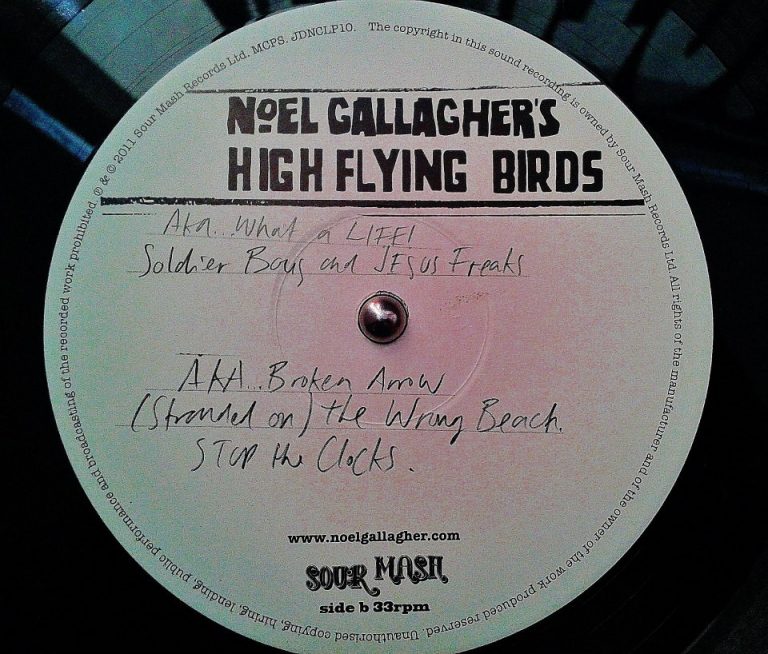 ℗ & © 2011 Sour Mash Records Ltd. MCPS. JDNCLP10. The copyright in this sound recording is owned by Sour Mash Records Ltd. All rights of the manufacturer and of the owner of the work produced reserved. Unauthorised copying, hiring, lending, public performance and broadcasting of the recorded work prohibited.
NOEL GALLAGHER'S
HIGH FLYING BIRDS
AKA... What a LIFE!
Soldier Boys and JESUS Freaks
AKA... Broken Arrow
(Stranded on) the Wrong Beach.
STOP the Clocks.
www.noelgallagher.com
SOUR MASH
side b 33rpm